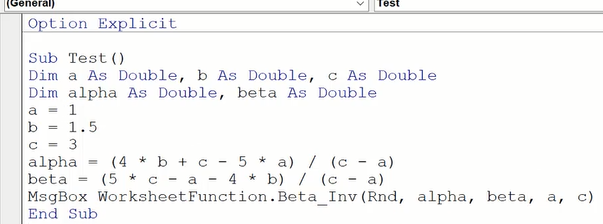 (General)
Test
Option Explicit
Sub Test()
Dim a As Double, b As Double, c As Double
Dim alpha As Double, beta As Double
a = 1
b = 1.5
c = 3
alpha = (4 * b + c - 5 * a) / (c - a)
beta = (5 * c - a - 4 * b) / (c - a)
MsgBox WorksheetFunction.Beta_Inv(Rnd, alpha, beta, a, c)
End Sub